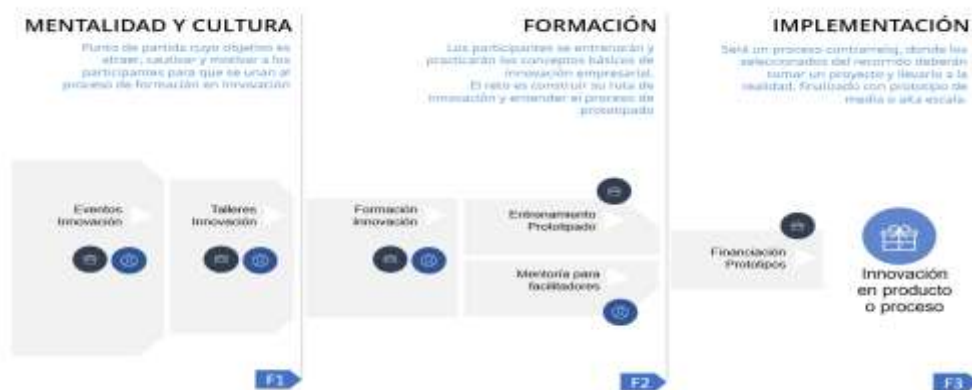 MENTALIDAD Y CULTURA
Punto de partida cuyo objetivo es
atraer, cautivar y motivar a los
participantes para que se unan al
proceso de formación en innovación
FORMACIÓN
Los participantes se entrenarán y
practicarán los conceptos básicos de
innovación empresarial.
El reto es construir su ruta de
innovación y entender el proceso de
prototipado
IMPLEMENTACIÓN
Será un proceso contrarreloj, donde los
seleccionados del recorrido deberán
tomar un proyecto y llevarlo a la
realidad, finalizado con prototipo de
media o alta escala.
Eventos
Innovación
Talleres
Innovación
Formación
Innovación
Entrenamiento
Prototipado
Mentoría para
facilitadores
Financiación
Prototipos
Innovación
en producto
o proceso
F1
F2
F3